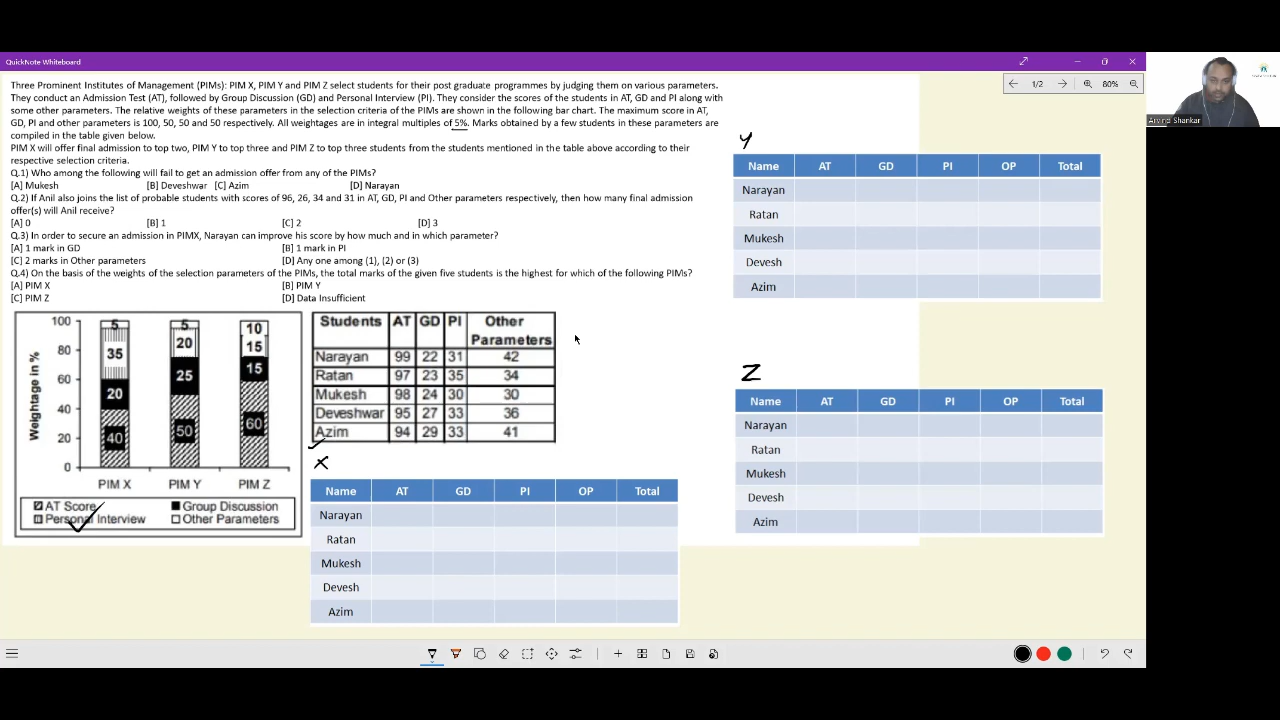 QuickNote Whiteboard
Three Prominent Institutes of Management (PIMs): PIM X, PIM Y and PIM Z select students for their post graduate programmes by judging them on various parameters.
They conduct an Admission Test (AT), followed by Group Discussion (GD) and Personal Interview (PI). They consider the scores of the students in AT, GD and PI along with
some other parameters. The relative weights of these parameters in the selection criteria of the PIMs are shown in the following bar chart. The maximum score in AT,
GD, PI and other parameters is 100, 50, 50 and 50 respectively. All weightages are in integral multiples of 5%. Marks obtained by a few students in these parameters are
compiled in the table given below.
PIM X will offer final admission to top two, PIM Y to top three and PIM Z to top three students from the students mentioned in the table above according to their
respective selection criteria.
Q.1) Who among the following will fail to get an admission offer from any of the PIMs?
[A] Mukesh [B] Deveshwar [C] Azim [D] Narayan
Q.2) If Anil also joins the list of probable students with scores of 96, 26, 34 and 31 in AT, GD, PI and Other parameters respectively, then how many final admission
offer(s) will Anil receive?
[A] 0 [B] 1 [C] 2 [D] 3
Q.3) In order to secure an admission in PIMX, Narayan can improve his score by how much and in which parameter?
[A] 1 mark in GD [B] 1 mark in PI
[C] 2 marks in Other parameters [D] Any one among (1), (2) or (3)
Q.4) On the basis of the weights of the selection parameters of the PIMs, the total marks of the given five students is the highest for which of the following PIMs?
[A] PIM X [B] PIM Y
[C] PIM Z [D] Data Insufficient
Weightage in %
100
80
60
40
20
0
5 5 10
35 20 15
20 25 15
40 50 60
PIM X PIM Y PIM Z
AT Score Group Discussion
Personal Interview Other Parameters
Students AT GD PI Other
Parameters
Narayan 99 22 31 42
Ratan 97 23 35 34
Mukesh 98 24 30 30
Deveshwar 95 27 33 36
Azim 94 29 33 41
X
Name AT GD PI OP Total
Narayan
Ratan
Mukesh
Devesh
Azim
Y
Name AT GD PI OP Total
Narayan
Ratan
Mukesh
Devesh
Azim
Z
Name AT GD PI OP Total
Narayan
Ratan
Mukesh
Devesh
Azim
1/2
80%
Arvind Shankar